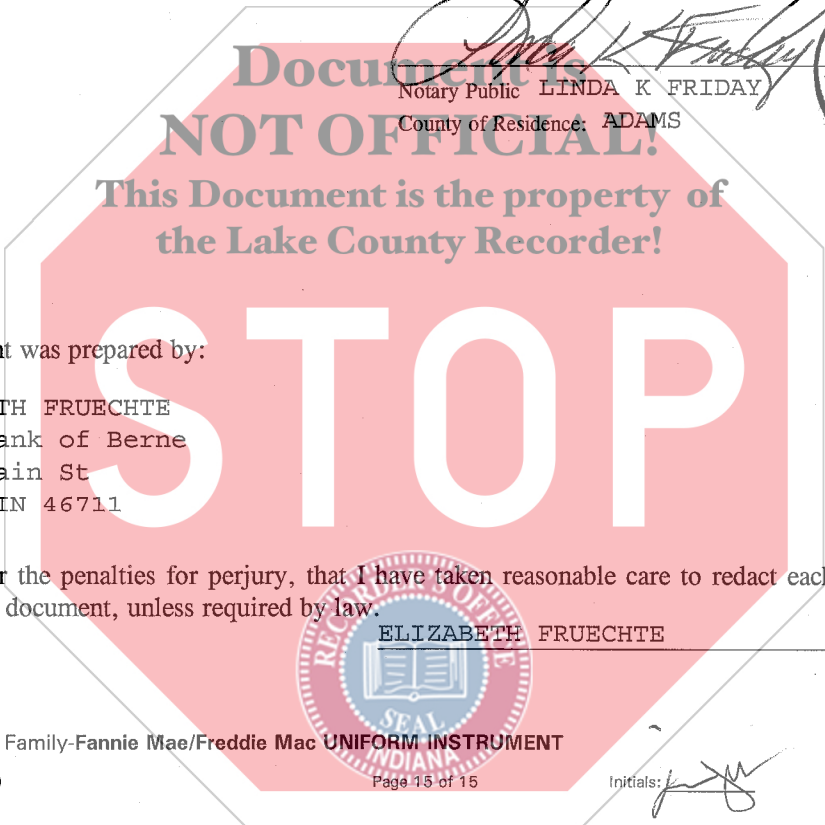 Document is
NOT OFFICIAL!
This Document is the property of
the Lake County Recorder!
Notary Public LINDA K FRIDAY
County of Residence: ADAMS
STOP
was prepared by:
FRUECHTE
of Berne
St
IN 46711
the penalties for perjury, that I have taken reasonable care to redact each
document, unless required by law.
ELIZABETH FRUECHTE
RECORDER'S OFFICE
SEAL
INDIANA
Family-Fannie Mae/Freddie Mac UNIFORM INSTRUMENT
Page 15 of 15
Initials: